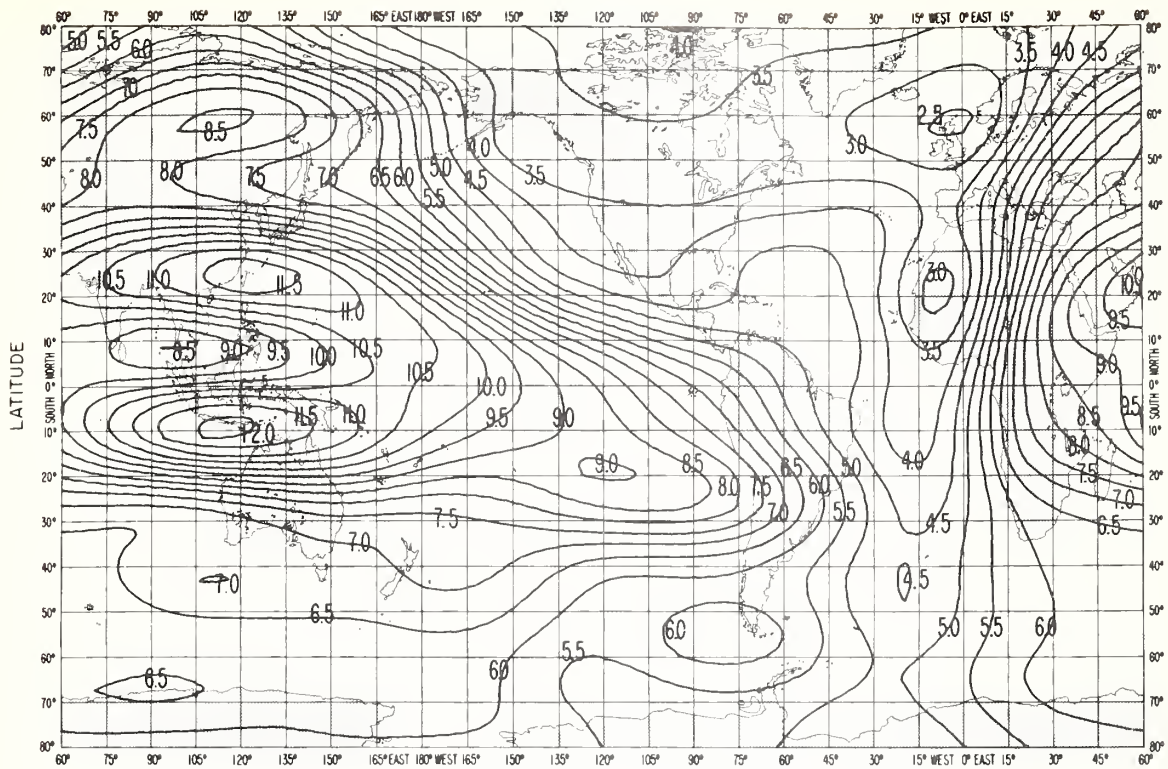 60° 75° 90° 105° 120° 135° 165° EAST 180° WEST 165° 150° 120° 105° 90° 75° 60° 30° 15° WEST 0° EAST 15° 30° 45° 60°
80° 5.0 5.5 6.0 4.0 3.5 4.0 4.5 80°
70° 3.5 70°
60° 7.5 8.5 2.8 60°
50° 4.0 3.0 50°
8.0 8.0 7.5 7.0 6.5 6.0 5.0 4.5 3.5
40° 5.5 40°
30° 30°
10.5 11.0 11.5 3.0
20° 11.0 20°
9.5
10° 8.5 9.0 9.5 10.0 10.5 3.5 10°
LATITUDE
SOUTH NORTH 0° 10.5 10.0 9.0 0° SOUTH NORTH
10° 12.0 11.5 11.0 9.5 9.0 8.5 9.5 10°
20° 9.0 8.5 6.5 5.0 4.0 8.0 20°
8.0 7.5 6.0 7.5
30° 7.5 7.0 5.5 4.5 7.0 30°
7.0 6.5
40° 7.0 4.5 40°
50° 6.5 50°
6.0 5.0 5.5 6.0
60° 6.0 5.5 60°
70° 6.5 70°
80° 80°
60° 75° 90° 105° 120° 135° 165° EAST 180° WEST 165° 150° 120° 105° 90° 75° 60° 30° 15° WEST 0° EAST 15° 30° 45° 60°